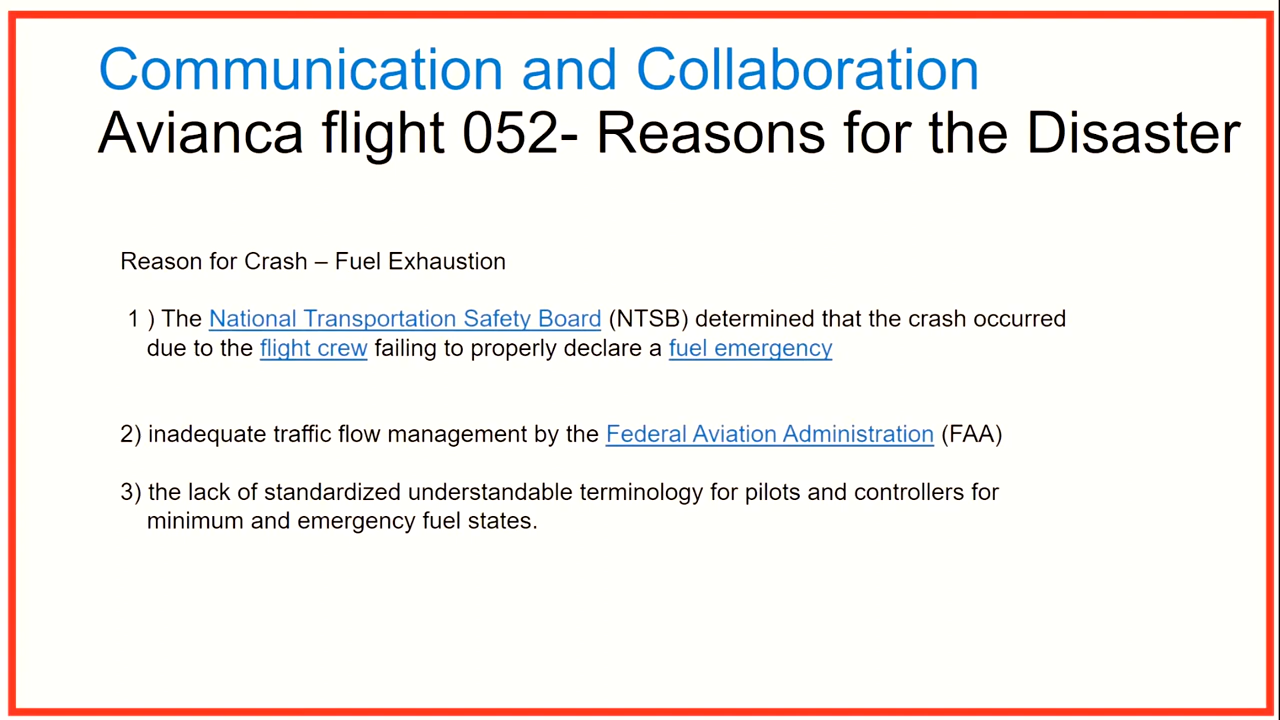 Communication and Collaboration
Avianca flight 052- Reasons for the Disaster
Reason for Crash – Fuel Exhaustion
1 ) The National Transportation Safety Board (NTSB) determined that the crash occurred
due to the flight crew failing to properly declare a fuel emergency
2) inadequate traffic flow management by the Federal Aviation Administration (FAA)
3) the lack of standardized understandable terminology for pilots and controllers for
minimum and emergency fuel states.